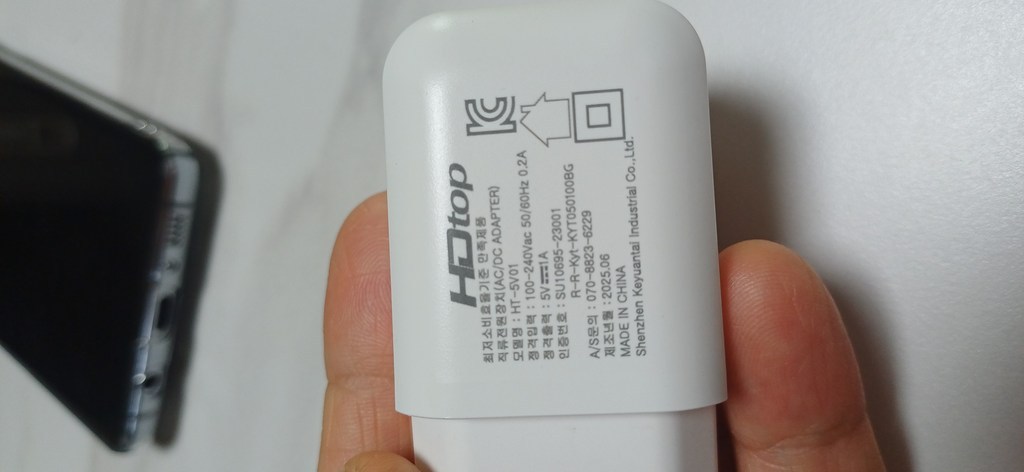 HDtop
최저소비효율기준 만족제품
직류전원장치(AC/DC ADAPTER)
모델명 : HT-5V01
정격입력 : 100-240Vac 50/60Hz 0.2A
정격출력 : 5V⎓1A
인증번호 : SU10695-23001
R-R-Kyt-KYT050100BG
A/S문의 : 070-8823-6229
제조년월 : 2025.06
MADE IN CHINA
Shenzhen Keyuantai Industrial Co.,Ltd.